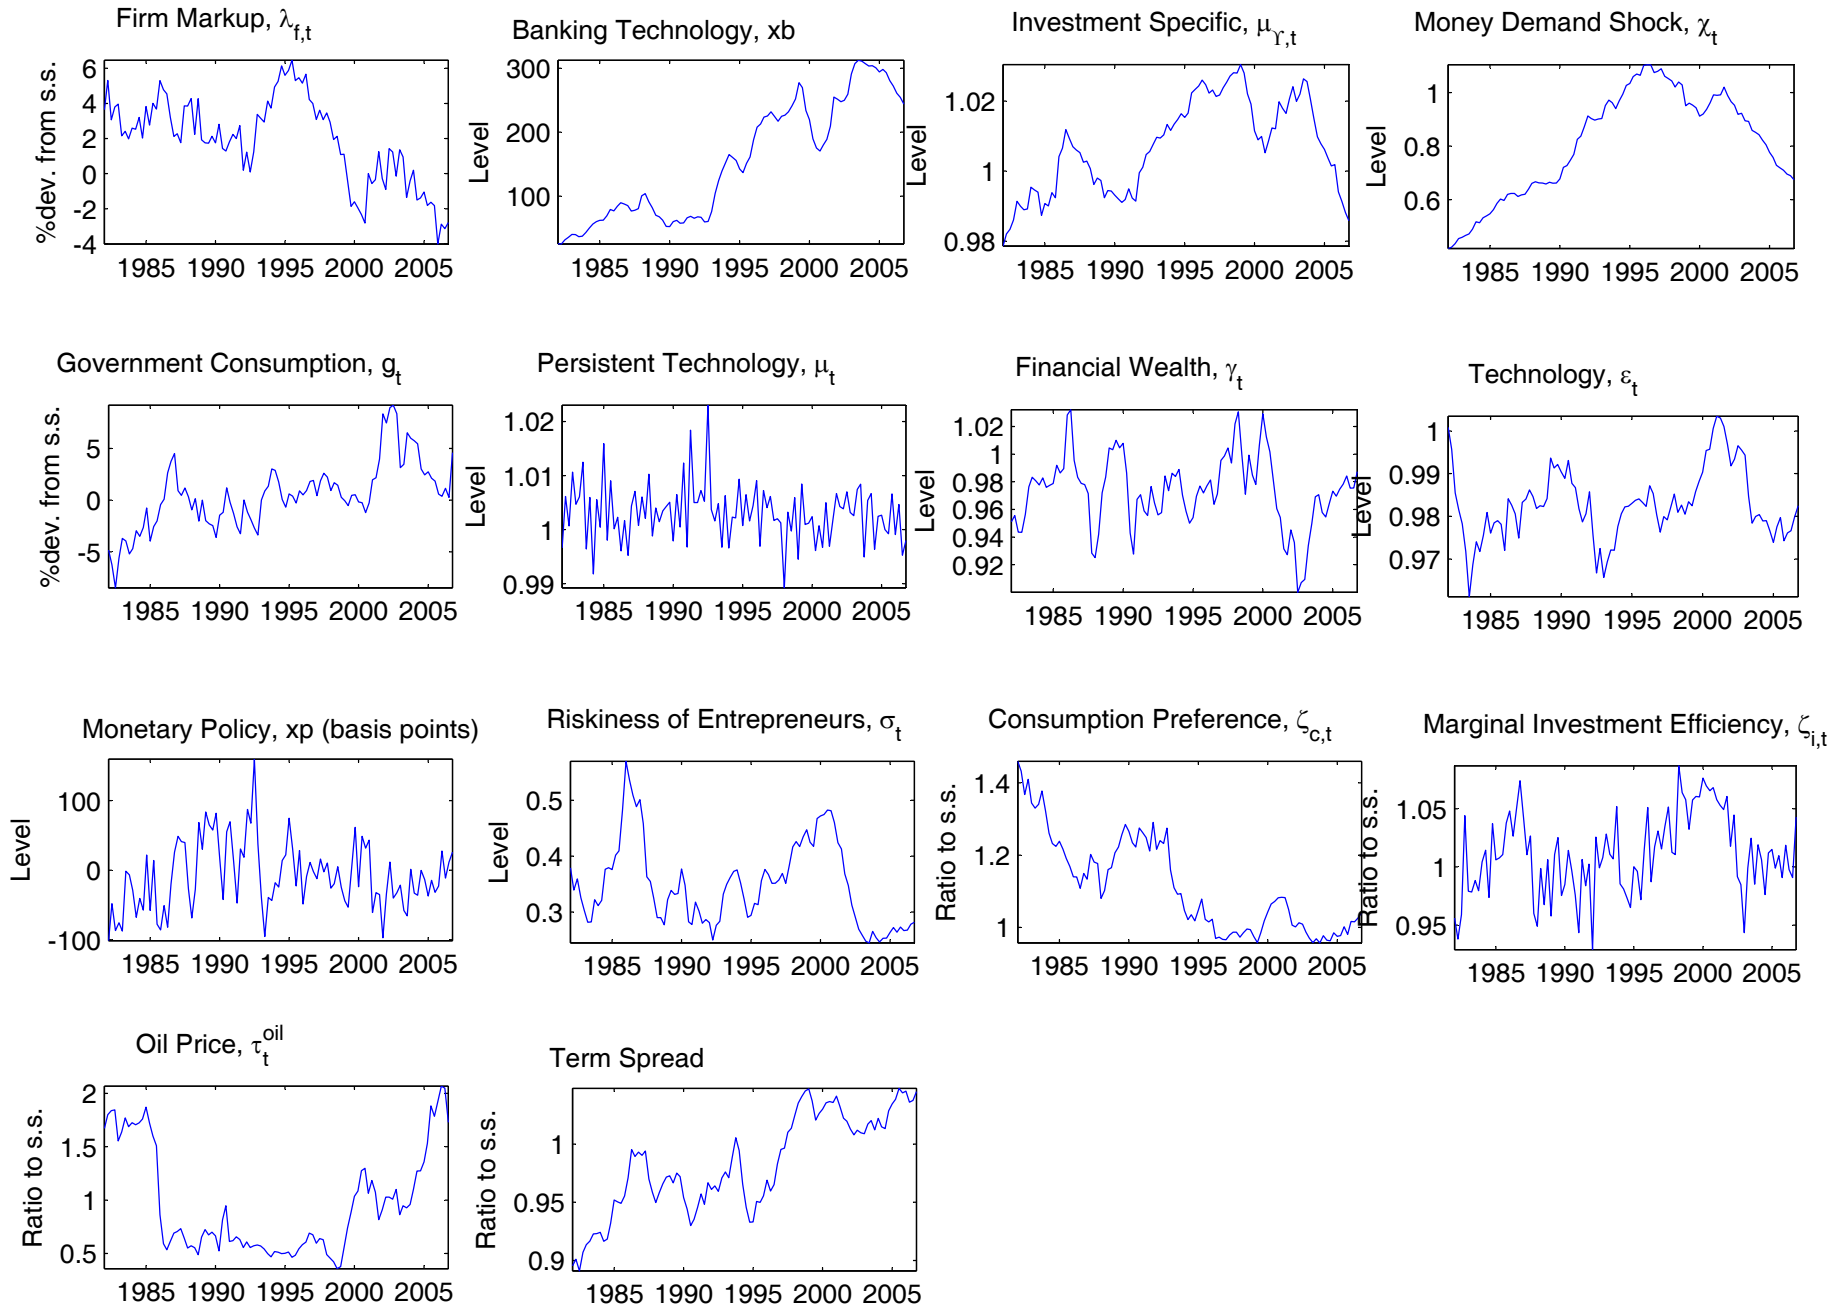 Firm Markup, λf,t
%dev. from s.s.
6
4
2
0
-2
-4
1985 1990 1995 2000 2005
Banking Technology, xb
Level
300
200
100
1985 1990 1995 2000 2005
Investment Specific, μϒ,t
Level
1.02
1
0.98
1985 1990 1995 2000 2005
Money Demand Shock, χt
Level
1
0.8
0.6
1985 1990 1995 2000 2005
Government Consumption, gt
%dev. from s.s.
5
0
-5
1985 1990 1995 2000 2005
Persistent Technology, μt
Level
1.02
1.01
1
0.99
1985 1990 1995 2000 2005
Financial Wealth, γt
Level
1.02
1
0.98
0.96
0.94
0.92
1985 1990 1995 2000 2005
Technology, εt
Level
1
0.99
0.98
0.97
1985 1990 1995 2000 2005
Monetary Policy, xp (basis points)
Level
100
0
-100
1985 1990 1995 2000 2005
Riskiness of Entrepreneurs, σt
Level
0.5
0.4
0.3
1985 1990 1995 2000 2005
Consumption Preference, ζc,t
Ratio to s.s.
1.4
1.2
1
1985 1990 1995 2000 2005
Marginal Investment Efficiency, ζi,t
Ratio to s.s.
1.05
1
0.95
1985 1990 1995 2000 2005
Oil Price, τt^oil
Ratio to s.s.
2
1.5
1
0.5
1985 1990 1995 2000 2005
Term Spread
Ratio to s.s.
1
0.95
0.9
1985 1990 1995 2000 2005